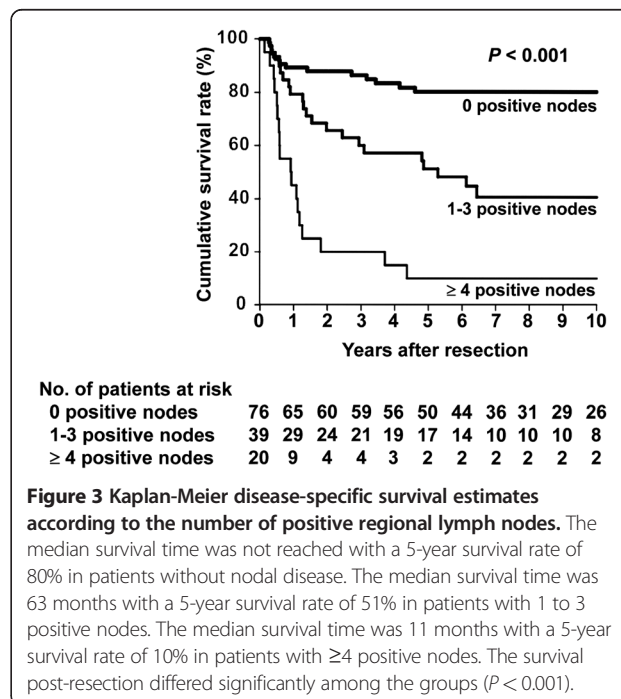 100
80
60
40
20
0
Cumulative survival rate (%)
P < 0.001
0 positive nodes
1-3 positive nodes
≥ 4 positive nodes
0 1 2 3 4 5 6 7 8 9 10
Years after resection
No. of patients at risk
0 positive nodes 76 65 60 59 56 50 44 36 31 29 26
1-3 positive nodes 39 29 24 21 19 17 14 10 10 10 8
≥ 4 positive nodes 20 9 4 4 3 2 2 2 2 2 2
Figure 3 Kaplan-Meier disease-specific survival estimates
according to the number of positive regional lymph nodes. The
median survival time was not reached with a 5-year survival rate of
80% in patients without nodal disease. The median survival time was
63 months with a 5-year survival rate of 51% in patients with 1 to 3
positive nodes. The median survival time was 11 months with a 5-year
survival rate of 10% in patients with ≥4 positive nodes. The survival
post-resection differed significantly among the groups (P < 0.001).